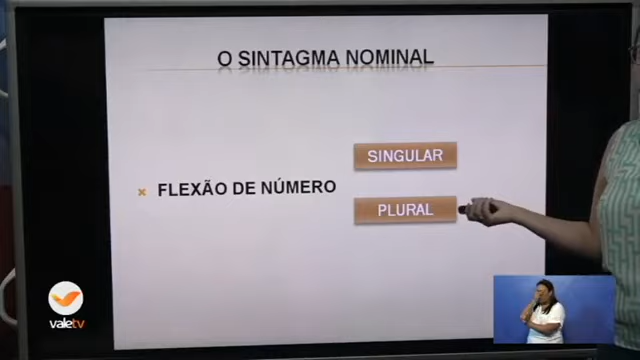 O SINTAGMA NOMINAL
SINGULAR
FLEXÃO DE NÚMERO
PLURAL
valetv